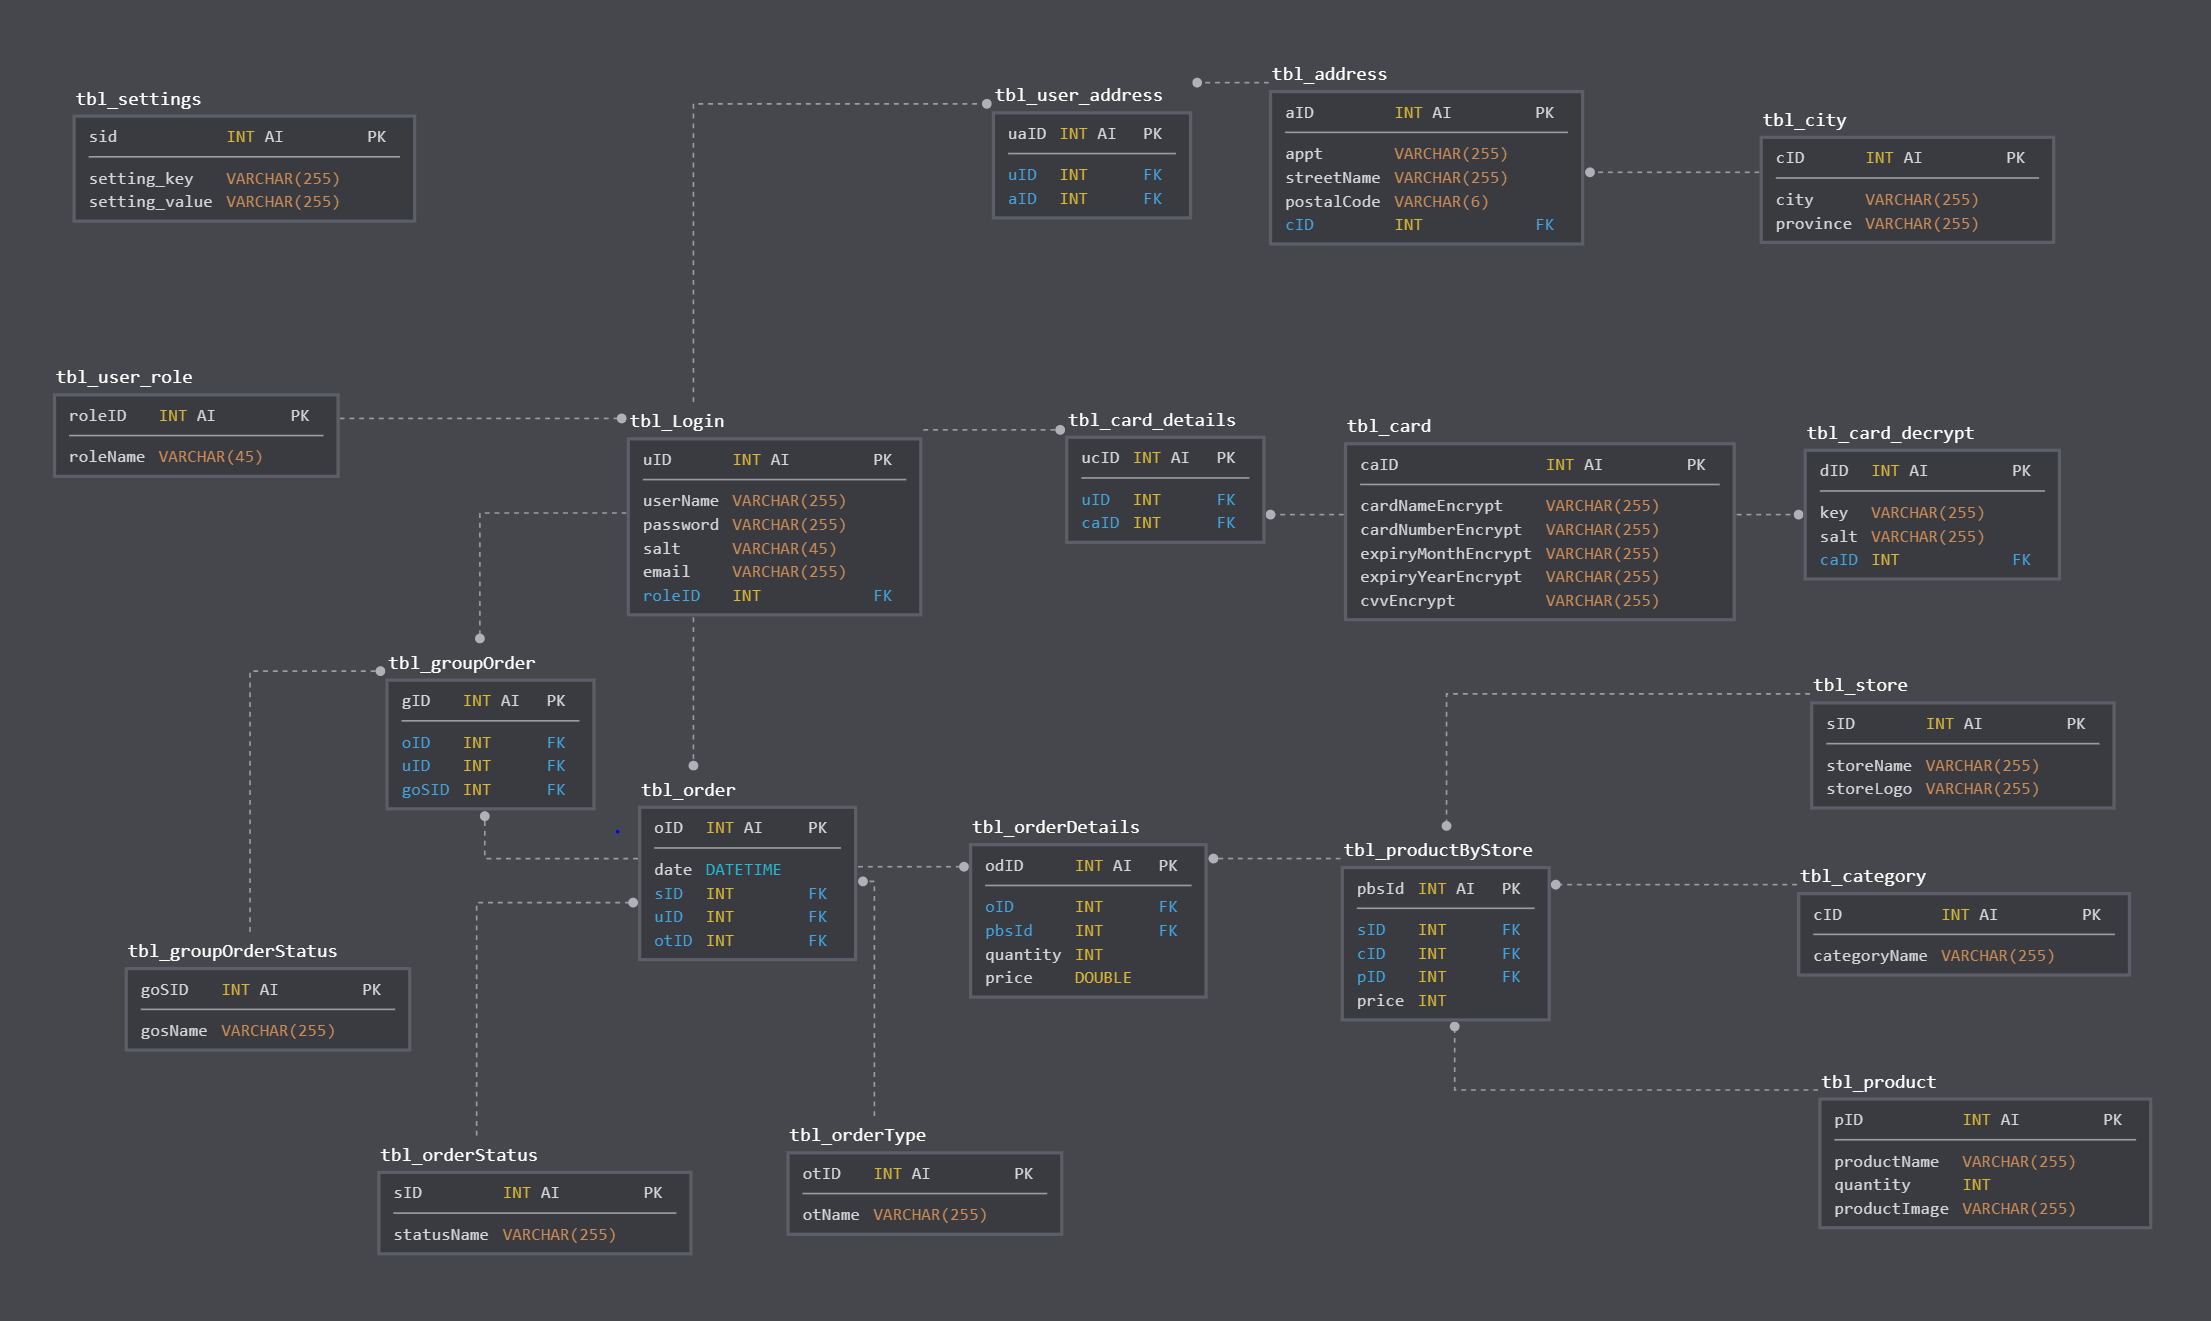 tbl_settings
sid INT AI PK
setting_key VARCHAR(255)
setting_value VARCHAR(255)
tbl_user_address
uaID INT AI PK
uID INT FK
aID INT FK
tbl_address
aID INT AI PK
appt VARCHAR(255)
streetName VARCHAR(255)
postalCode VARCHAR(6)
cID INT FK
tbl_city
cID INT AI PK
city VARCHAR(255)
province VARCHAR(255)
tbl_user_role
roleID INT AI PK
roleName VARCHAR(45)
tbl_Login
uID INT AI PK
userName VARCHAR(255)
password VARCHAR(255)
salt VARCHAR(45)
email VARCHAR(255)
roleID INT FK
tbl_card_details
ucID INT AI PK
uID INT FK
caID INT FK
tbl_card
caID INT AI PK
cardNameEncrypt VARCHAR(255)
cardNumberEncrypt VARCHAR(255)
expiryMonthEncrypt VARCHAR(255)
expiryYearEncrypt VARCHAR(255)
cvvEncrypt VARCHAR(255)
tbl_card_decrypt
dID INT AI PK
key VARCHAR(255)
salt VARCHAR(255)
caID INT FK
tbl_groupOrder
gID INT AI PK
oID INT FK
uID INT FK
goSID INT FK
tbl_order
oID INT AI PK
date DATETIME
sID INT FK
uID INT FK
otID INT FK
tbl_orderDetails
odID INT AI PK
oID INT FK
pbsId INT FK
quantity INT
price DOUBLE
tbl_productByStore
pbsId INT AI PK
sID INT FK
cID INT FK
pID INT FK
price INT
tbl_store
sID INT AI PK
storeName VARCHAR(255)
storeLogo VARCHAR(255)
tbl_category
cID INT AI PK
categoryName VARCHAR(255)
tbl_groupOrderStatus
goSID INT AI PK
gosName VARCHAR(255)
tbl_orderStatus
sID INT AI PK
statusName VARCHAR(255)
tbl_orderType
otID INT AI PK
otName VARCHAR(255)
tbl_product
pID INT AI PK
productName VARCHAR(255)
quantity INT
productImage VARCHAR(255)